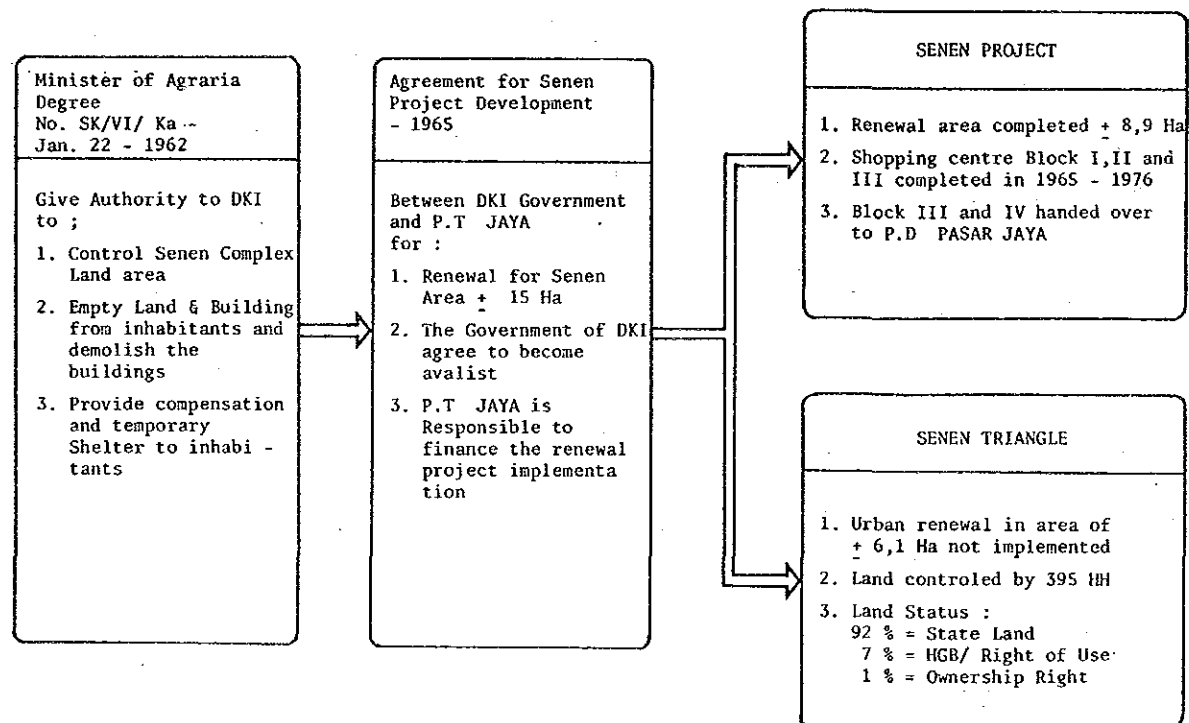 Minister of Agraria
Degree
No. SK/VI/ Ka -
Jan. 22 - 1962
Give Authority to DKI
to ;
1. Control Senen Complex
Land area
2. Empty Land & Building
from inhabitants and
demolish the
buildings
3. Provide compensation
and temporary
Shelter to inhabi -
tants
Agreement for Senen
Project Development
- 1965
Between DKI Government
and P.T JAYA
for :
1. Renewal for Senen
Area ± 15 Ha
2. The Government of DKI
agree to become
avalist
3. P.T JAYA is
Responsible to
finance the renewal
project implementa
tion
SENEN PROJECT
1. Renewal area completed ± 8,9 Ha
2. Shopping centre Block I,II and
III completed in 1965 - 1976
3. Block III and IV handed over
to P.D PASAR JAYA
SENEN TRIANGLE
1. Urban renewal in area of
± 6,1 Ha not implemented
2. Land controled by 395 HH
3. Land Status :
92 % = State Land
7 % = HGB/ Right of Use
1 % = Ownership Right